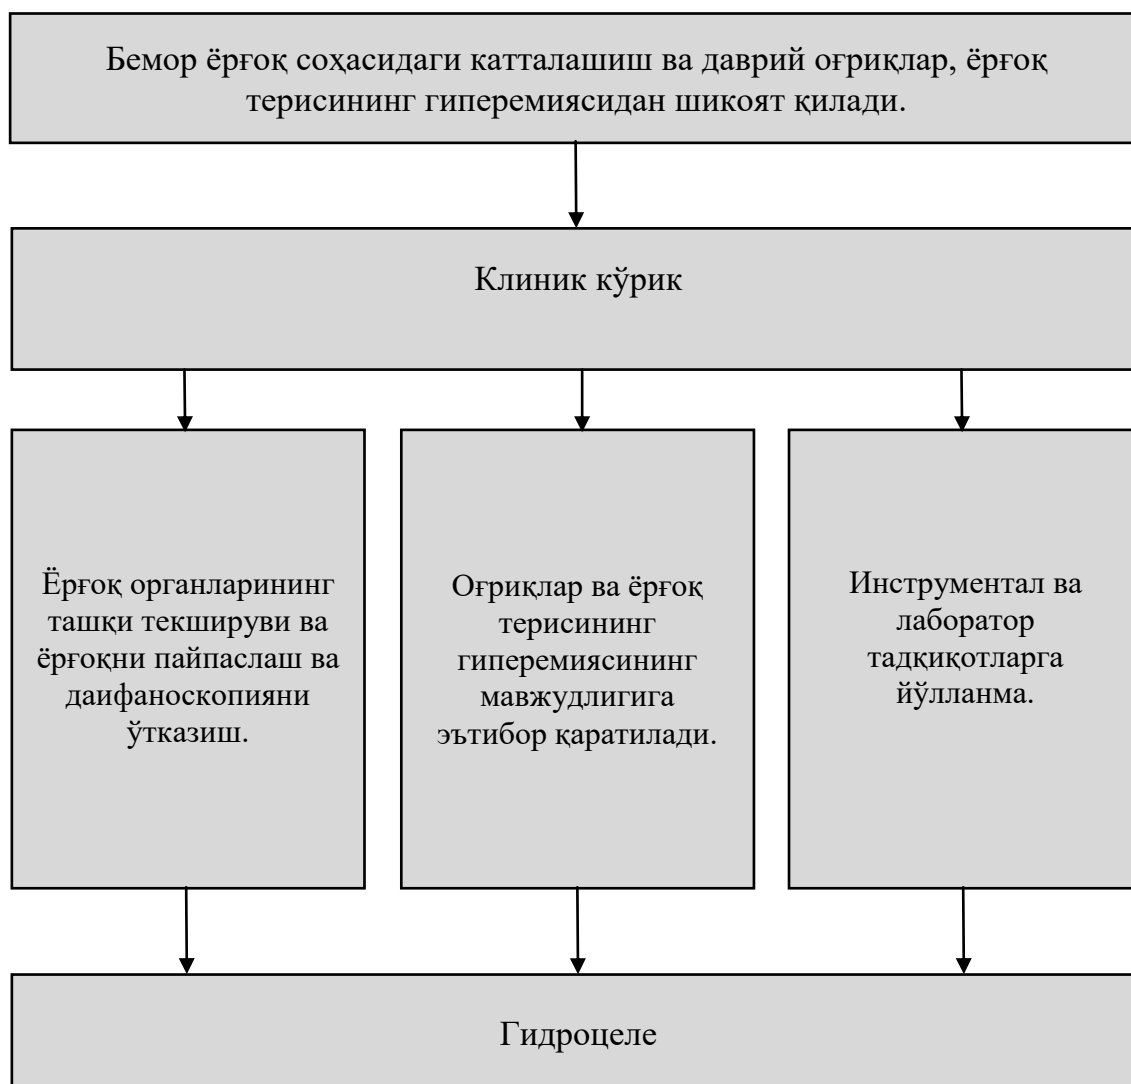 Бемор ёрғоқ соҳасидаги катталашиш ва даврий оғриқлар, ёрғоқ
терисининг гиперемиясидан шикоят қилади.
Клиник кўрик
Ёрғоқ органларининг
ташқи текшируви ва
ёрғоқни пайпаслаш ва
даифаноскопияни
ўтказиш.
Оғриқлар ва ёрғоқ
терисининг
гиперемиясининг
мавжудлигига
эътибор қаратилади.
Инструментал ва
лаборатор
тадқиқотларга
йўлланма.
Гидроцеле